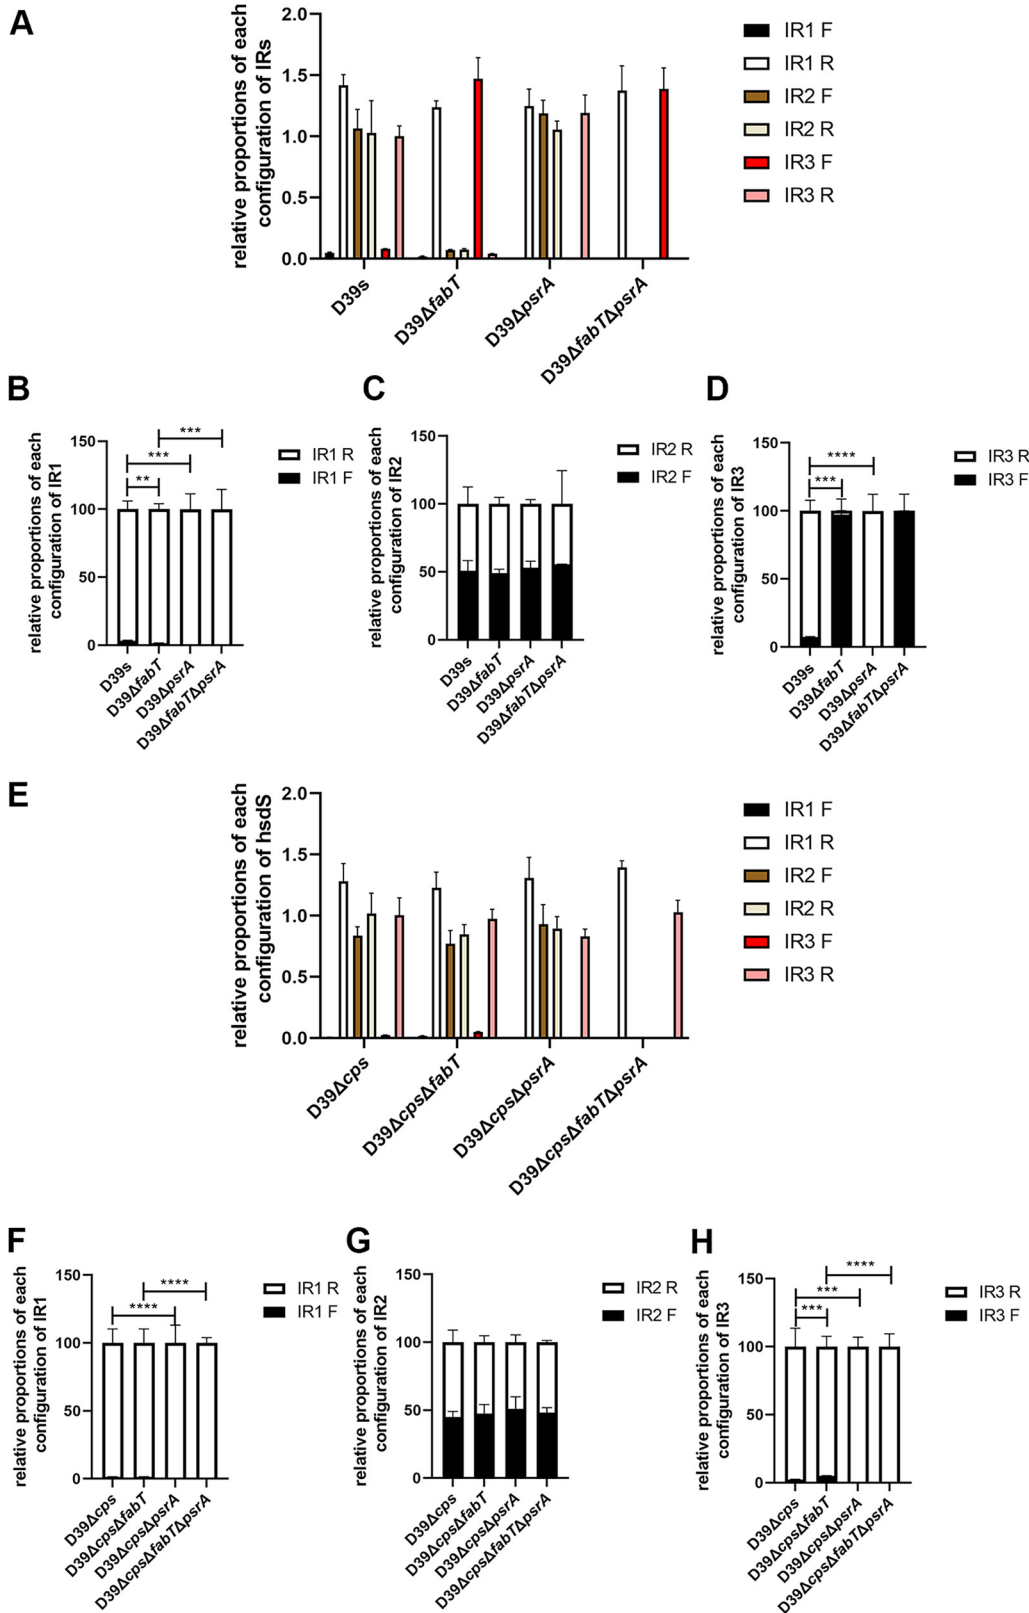 A
relative proportions of each
configuration of IRs
2.0
1.5
1.0
0.5
0.0
D39s
D39ΔfabT
D39ΔpsrA
D39ΔfabTΔpsrA
IR1 F
IR1 R
IR2 F
IR2 R
IR3 F
IR3 R
B
relative proportions of each
configuration of IR1
150
100
50
0
***
***
**
D39s
D39ΔfabT
D39ΔpsrA
D39ΔfabTΔpsrA
IR1 R
IR1 F
C
relative proportions of each
configuration of IR2
150
100
50
0
D39s
D39ΔfabT
D39ΔpsrA
D39ΔfabTΔpsrA
IR2 R
IR2 F
D
relative proportions of each
configuration of IR3
150
100
50
0
****
***
D39s
D39ΔfabT
D39ΔpsrA
D39ΔfabTΔpsrA
IR3 R
IR3 F
E
relative proportions of each
configuration of hsdS
2.0
1.5
1.0
0.5
0.0
D39Δcps
D39ΔcpsΔfabT
D39ΔcpsΔpsrA
D39ΔcpsΔfabTΔpsrA
IR1 F
IR1 R
IR2 F
IR2 R
IR3 F
IR3 R
F
relative proportions of each
configuration of IR1
150
100
50
0
****
****
D39Δcps
D39ΔcpsΔfabT
D39ΔcpsΔpsrA
D39ΔcpsΔfabTΔpsrA
IR1 R
IR1 F
G
relative proportions of each
configuration of IR2
150
100
50
0
D39Δcps
D39ΔcpsΔfabT
D39ΔcpsΔpsrA
D39ΔcpsΔfabTΔpsrA
IR2 R
IR2 F
H
relative proportions of each
configuration of IR3
150
100
50
0
****
***
***
D39Δcps
D39ΔcpsΔfabT
D39ΔcpsΔpsrA
D39ΔcpsΔfabTΔpsrA
IR3 R
IR3 F